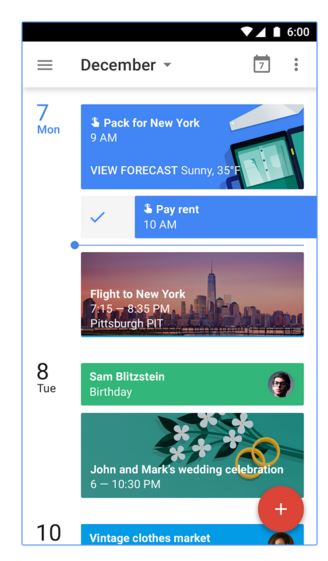 6:00
December
7
7
Mon
Pack for New York
9 AM
VIEW FORECAST Sunny, 35°F
Pay rent
10 AM
Flight to New York
7:15 — 8:35 PM
Pittsburgh PIT
8
Tue
Sam Blitzstein
Birthday
John and Mark's wedding celebration
6 — 10:30 PM
10
Vintage clothes market